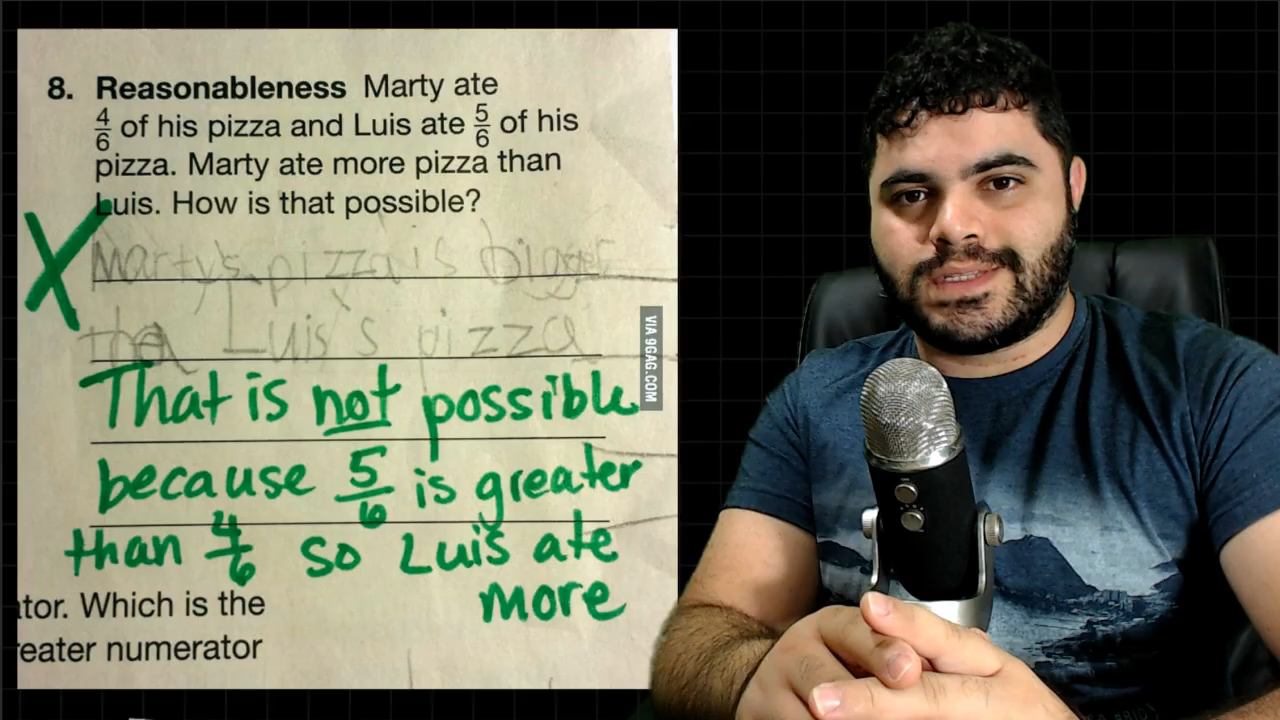 8. Reasonableness Marty ate
4/6 of his pizza and Luis ate 5/6 of his
pizza. Marty ate more pizza than
Luis. How is that possible?
X
Marty's pizza is bigger
than Luis's pizza
That is not possible
because 5/6 is greater
than 4/6 so Luis ate
more
tor. Which is the
eater numerator
VIA 9GAG.COM